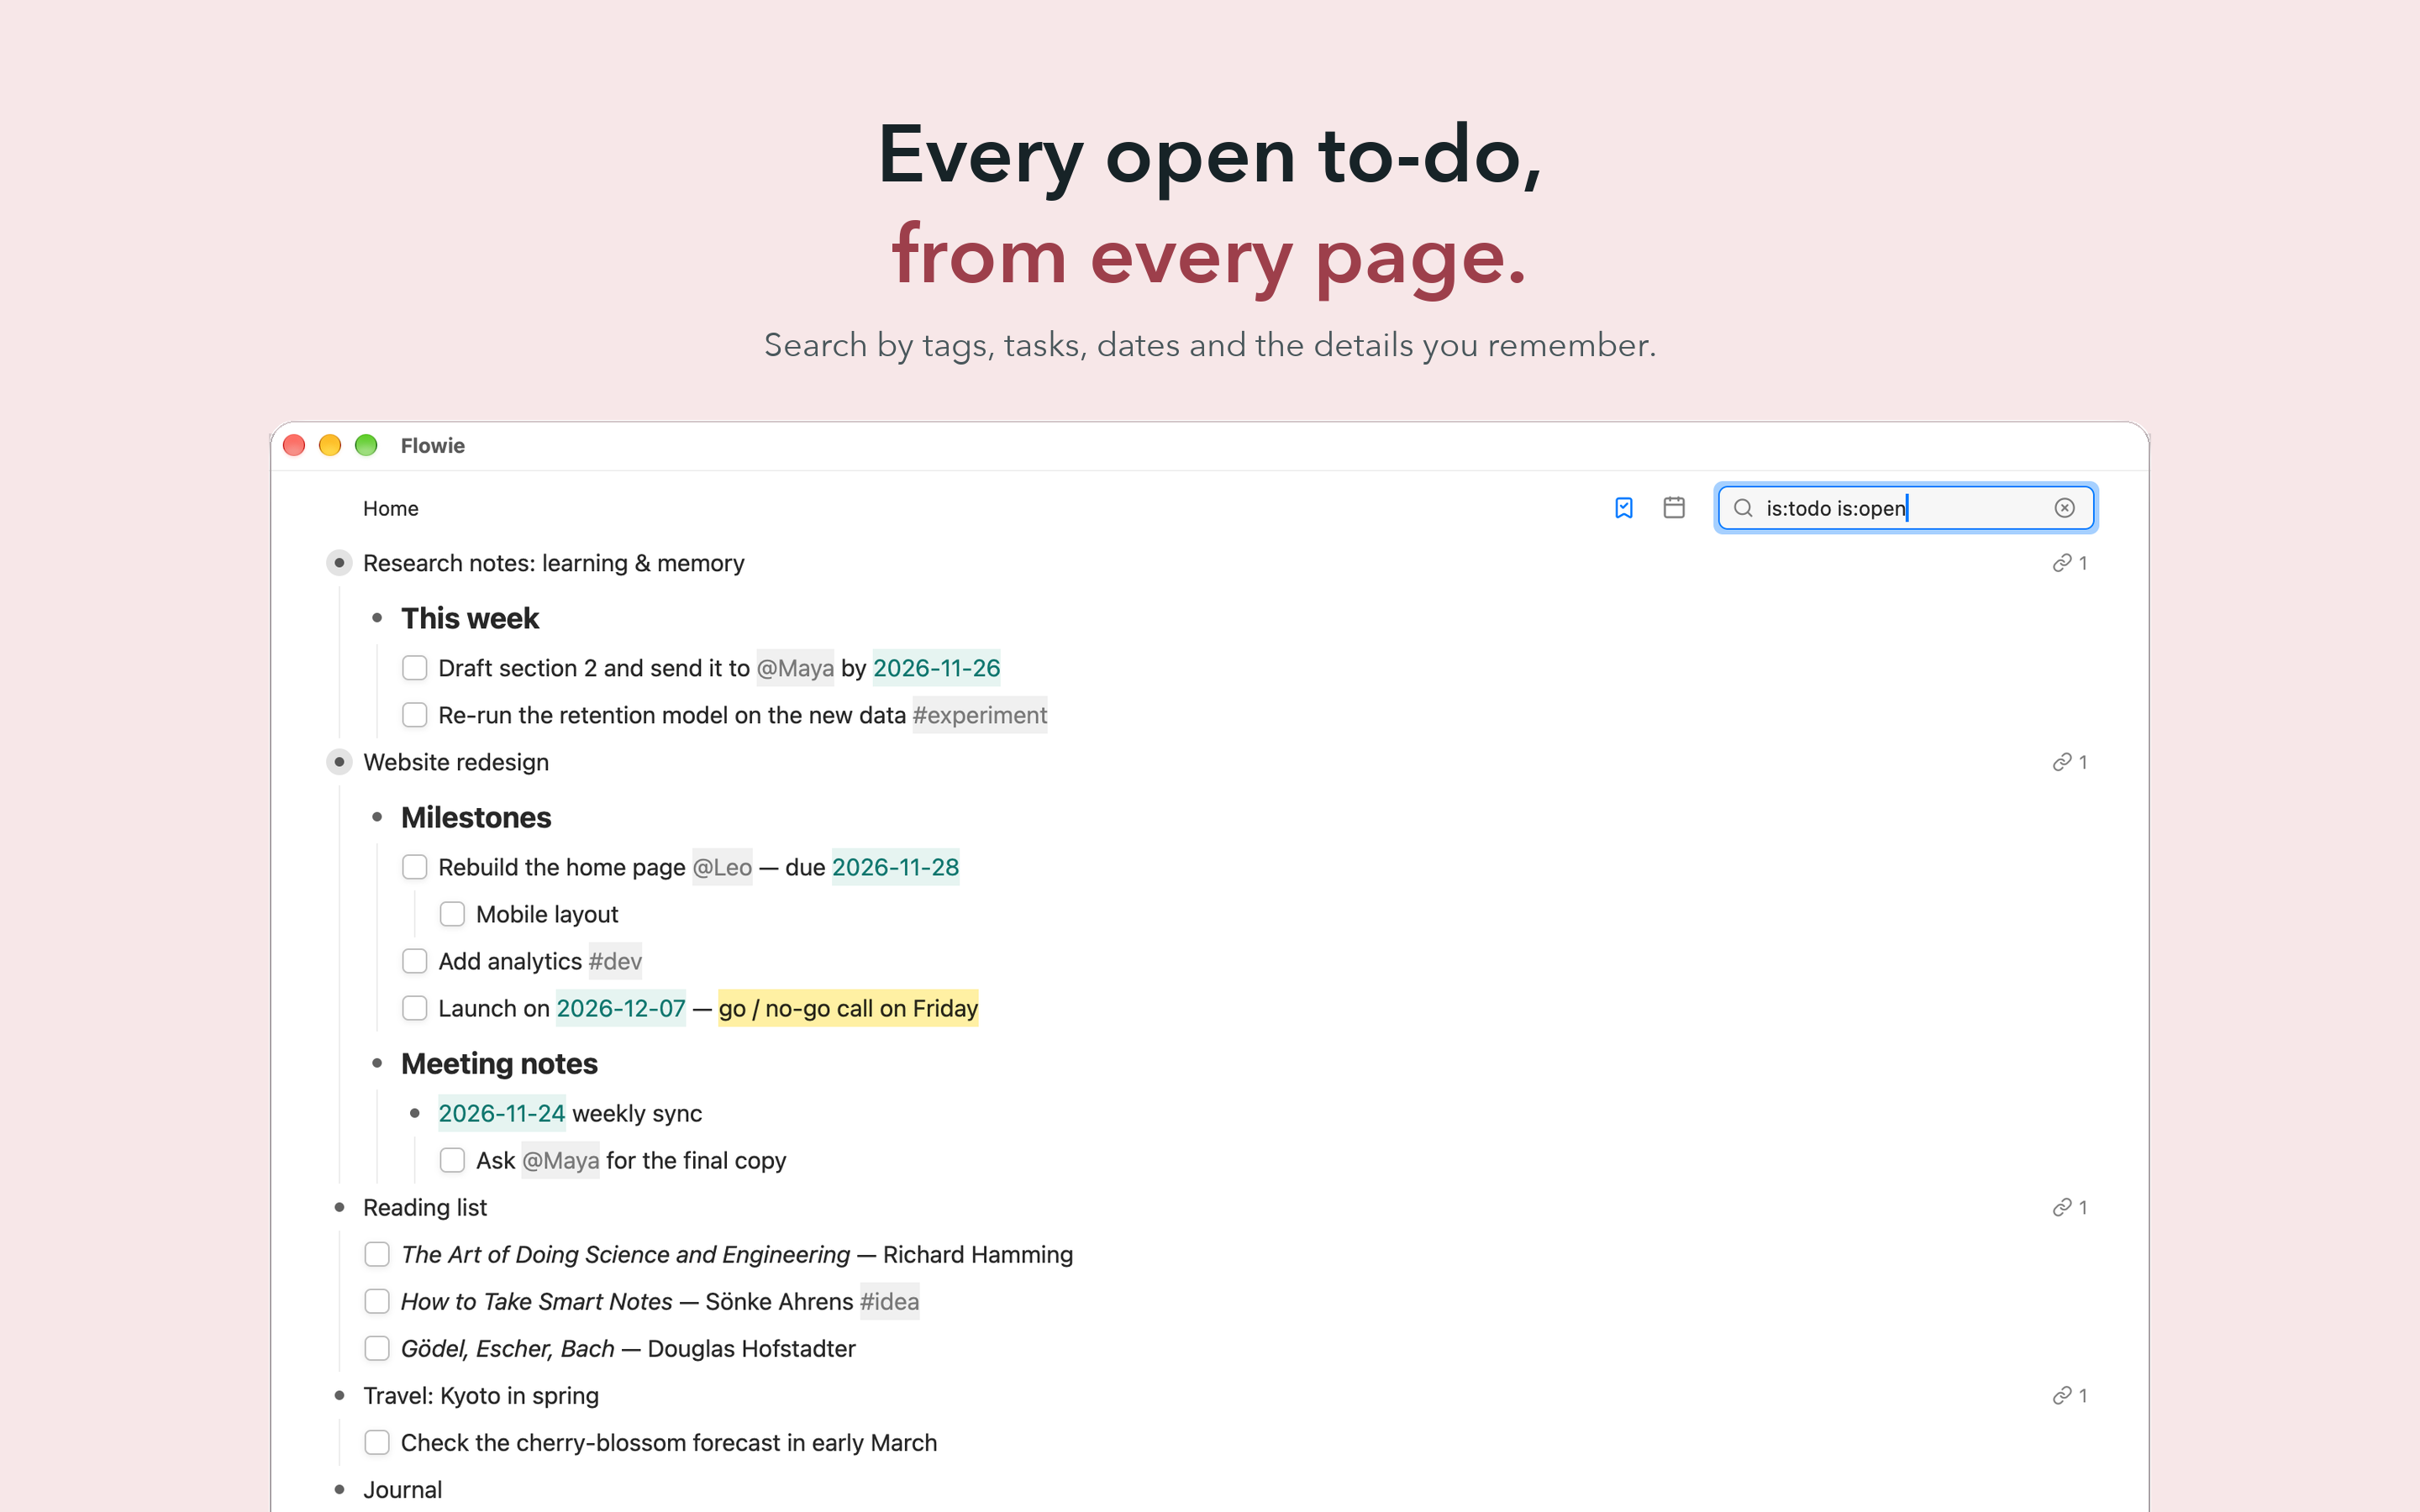 Every open to-do,
from every page.
Search by tags, tasks, dates and the details you remember.
Flowie
Home
is:todo is:open
Research notes: learning & memory 1
This week
Draft section 2 and send it to @Maya by 2026-11-26
Re-run the retention model on the new data #experiment
Website redesign 1
Milestones
Rebuild the home page @Leo — due 2026-11-28
Mobile layout
Add analytics #dev
Launch on 2026-12-07 — go / no-go call on Friday
Meeting notes
2026-11-24 weekly sync
Ask @Maya for the final copy
Reading list 1
The Art of Doing Science and Engineering — Richard Hamming
How to Take Smart Notes — Sönke Ahrens #idea
Gödel, Escher, Bach — Douglas Hofstadter
Travel: Kyoto in spring 1
Check the cherry-blossom forecast in early March
Journal